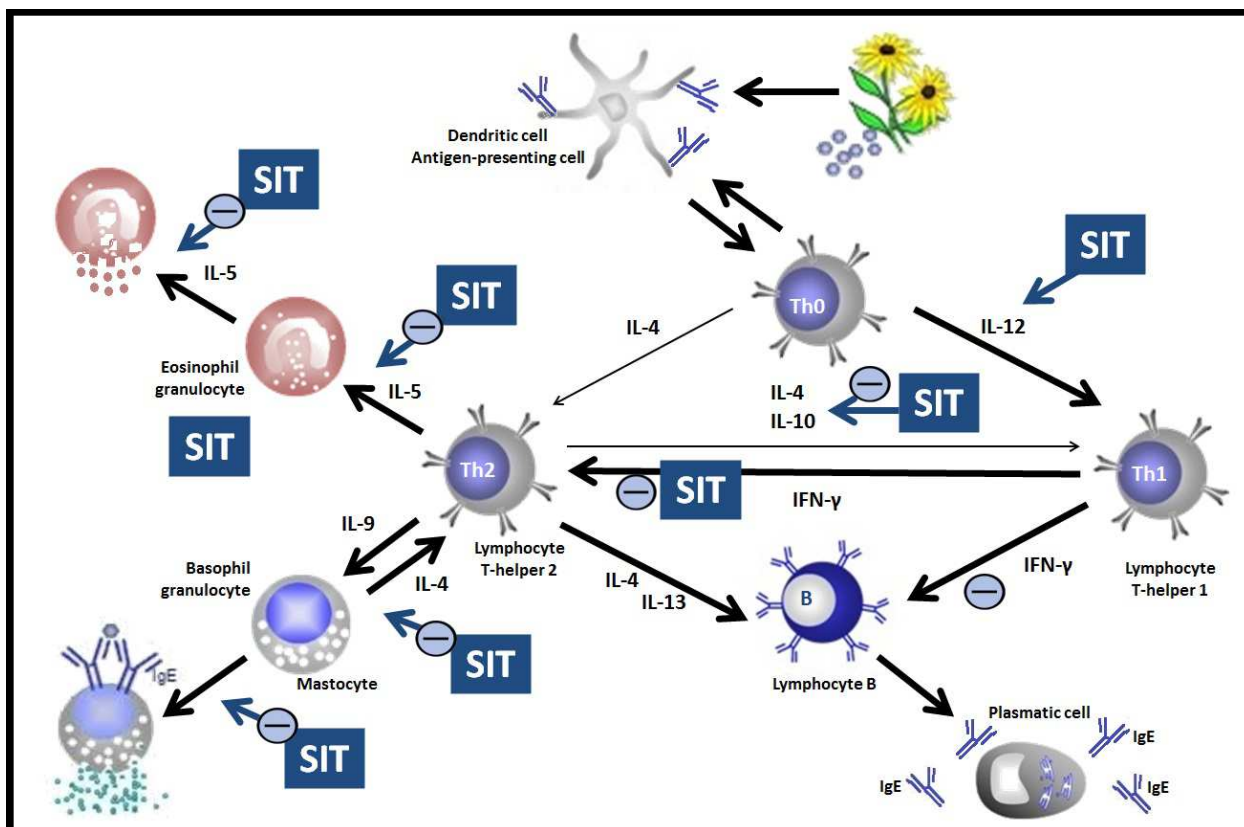 Dendritic cell
Antigen-presenting cell
SIT
SIT
IL-5
Th0
SIT
IL-4
IL-12
Eosinophil
granulocyte
IL-5
IL-4
IL-10
SIT
SIT
Th2
SIT
IFN-γ
Th1
IL-9
Lymphocyte
T-helper 2
Basophil
granulocyte
IL-4
IL-4
IL-13
B
IFN-γ
Lymphocyte
T-helper 1
SIT
IgE
Mastocyte
Lymphocyte B
SIT
Plasmatic cell
IgE
IgE
IgE